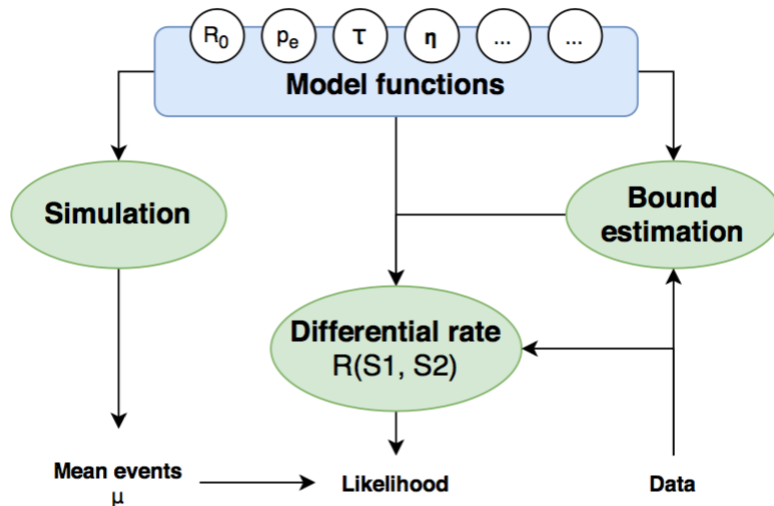 R0 pe τ η ... ...
Model functions
Simulation
Bound
estimation
Differential rate
R(S1, S2)
Mean events
μ
Likelihood
Data